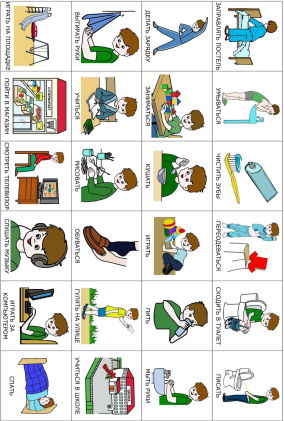 ЗАПРАВЛЯТЬ ПОСТЕЛЬ
УМЫВАТЬСЯ
ЧИСТИТЬ ЗУБЫ
ПЕРЕОДЕВАТЬСЯ
СХОДИТЬ В ТУАЛЕТ
ПИСАТЬ
ДЕЛАТЬ ЗАРЯДКУ
ЗАНИМАТЬСЯ
КУШАТЬ
ИГРАТЬ
ПИТЬ
МЫТЬ РУКИ
ВЫТИРАТЬ РУКИ
УЧИТЬСЯ
РИСОВАТЬ
ОБУВАТЬСЯ
ГУЛЯТЬ НА УЛИЦЕ
УЧИТЬСЯ В ШКОЛЕ
ИГРАТЬ НА ПЛОЩАДКЕ
ПОЙТИ В МАГАЗИН
СМОТРЕТЬ ТЕЛЕВИЗОР
СЛУШАТЬ МУЗЫКУ
ИГРАТЬ ЗА
КОМПЬЮТЕРОМ
СПАТЬ